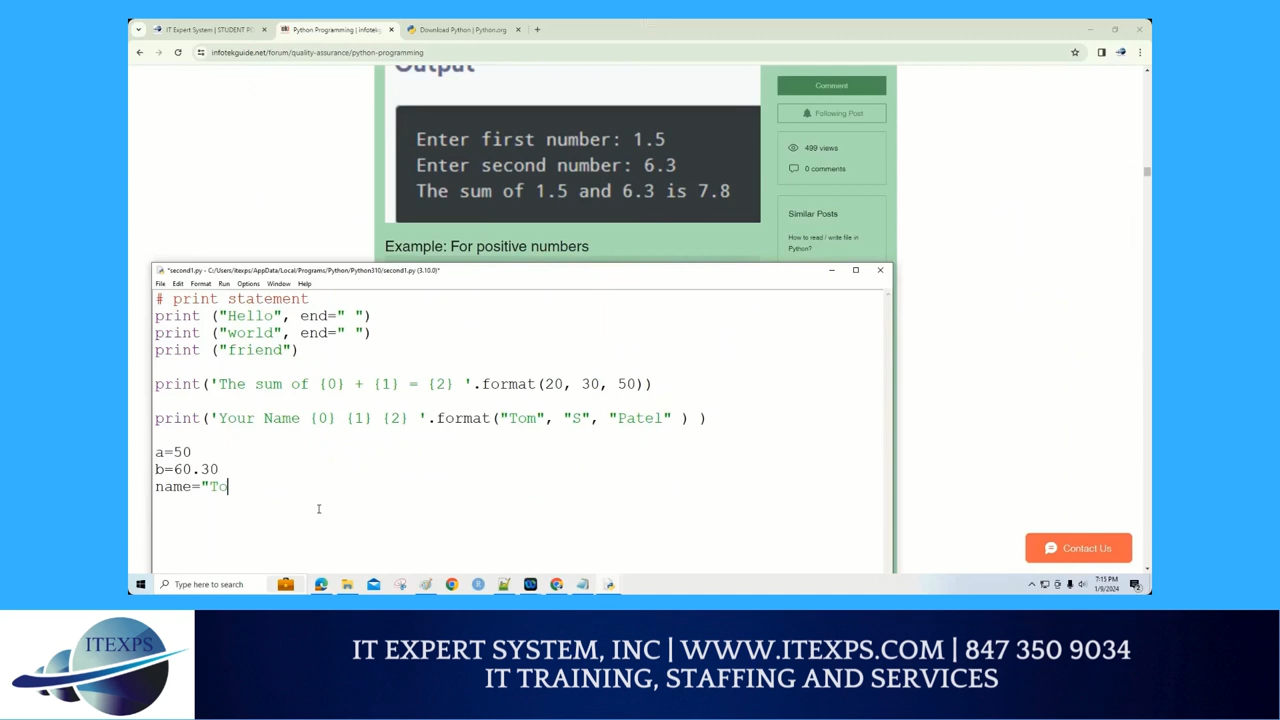 IT Expert System | STUDENT PO
Python Programming | infotekg
Download Python | Python.org
infotekguide.net/forum/quality-assurance/python-programming
Output
Enter first number: 1.5
Enter second number: 6.3
The sum of 1.5 and 6.3 is 7.8
Example: For positive numbers
Comment
Following Post
499 views
0 comments
Similar Posts
How to read / write file in
Python?
*second1.py - C:/Users/itexps/AppData/Local/Programs/Python/Python310/second1.py (3.10.0)*
File Edit Format Run Options Window Help
# print statement
print ("Hello", end=" ")
print ("world", end=" ")
print ("friend")
print('The sum of {0} + {1} = {2} '.format(20, 30, 50))
print('Your Name {0} {1} {2} '.format("Tom", "S", "Patel" ) )
a=50
b=60.30
name="To
Contact Us
Type here to search
7:15 PM
1/9/2024
ITEXPS
IT EXPERT SYSTEM, INC | WWW.ITEXPS.COM | 847 350 9034
IT TRAINING, STAFFING AND SERVICES